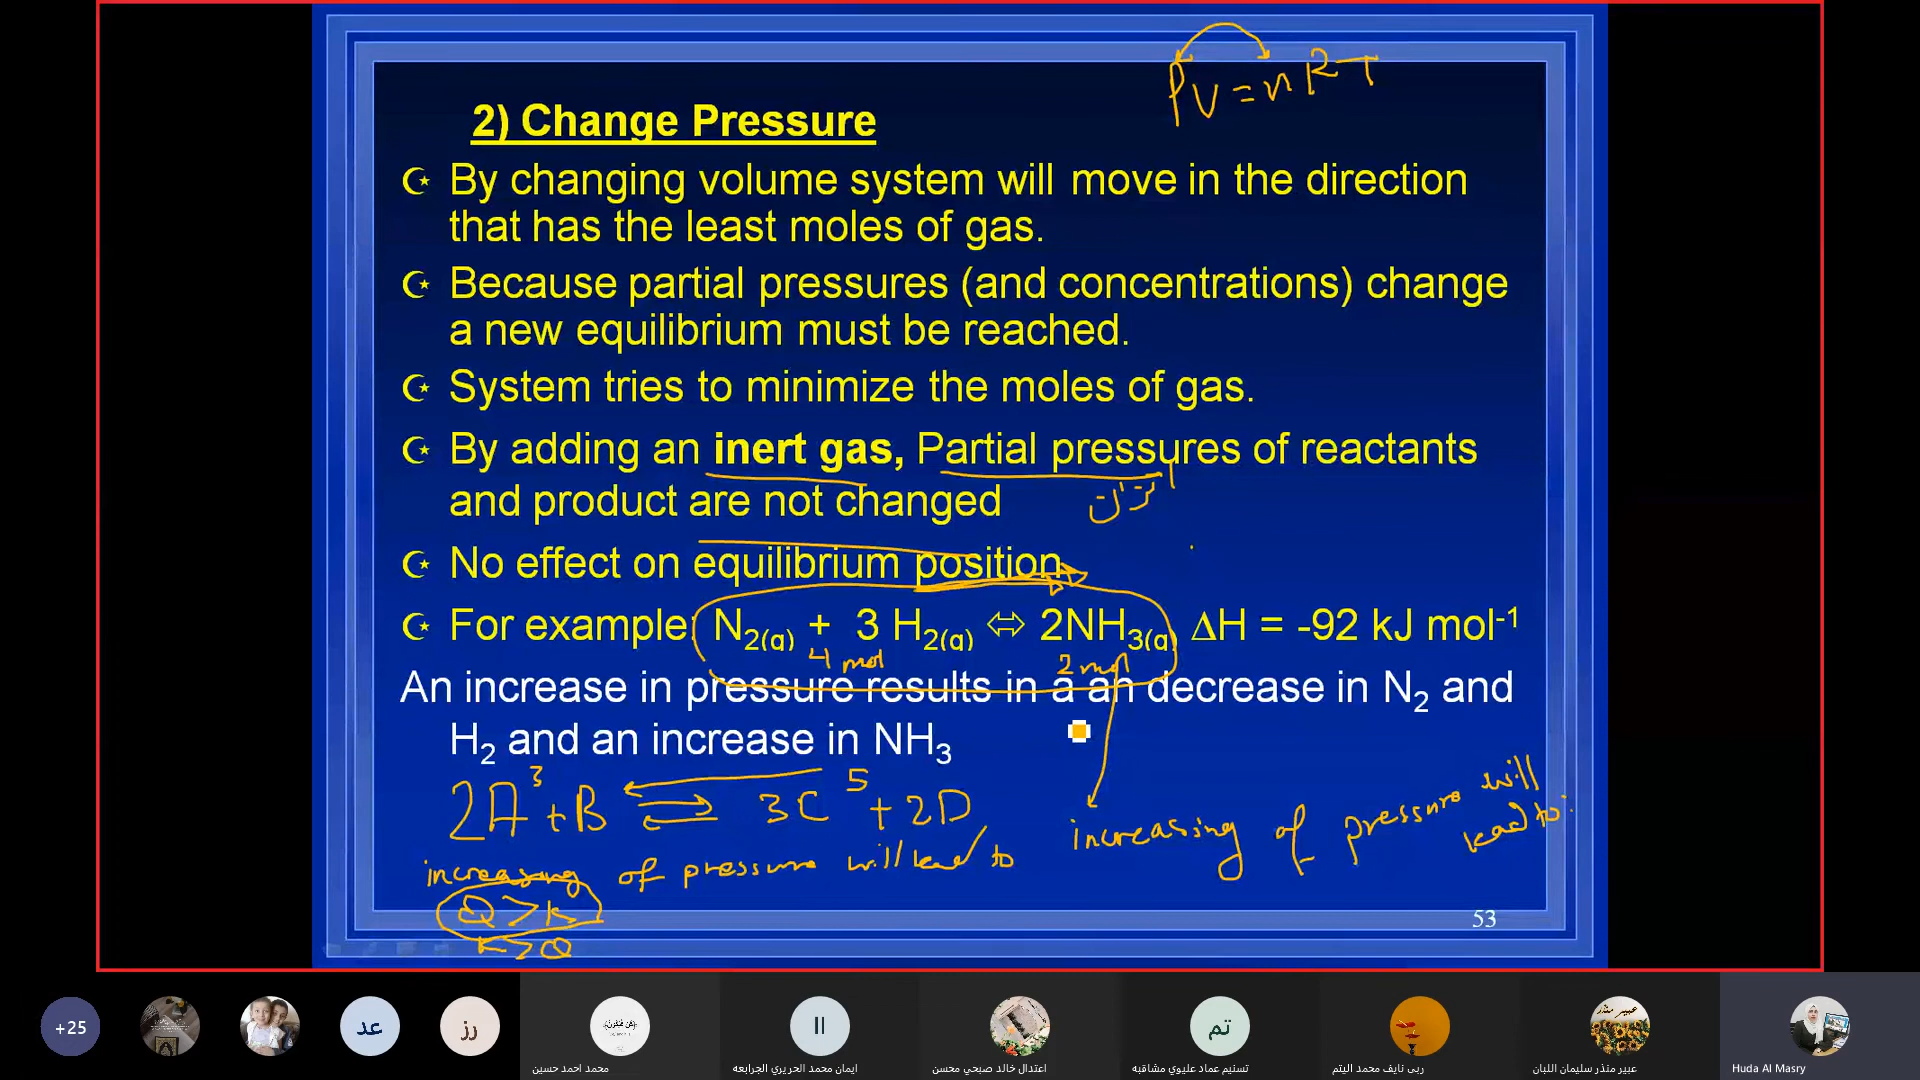 PV = nRT
2) Change Pressure
By changing volume system will move in the direction
that has the least moles of gas.
Because partial pressures (and concentrations) change
a new equilibrium must be reached.
System tries to minimize the moles of gas.
By adding an inert gas, Partial pressures of reactants
and product are not changed
No effect on equilibrium position
For example: N2(g) + 3 H2(g) ⇔ 2NH3(g) ΔH = -92 kJ mol-1
4 mol 2 mol
An increase in pressure results in a an decrease in N2 and
H2 and an increase in NH3
3 5
2A + B ⇌ 3C + 2D
increasing of pressure will lead to
increasing of pressure will
lead to:
Q > K
K > Q
53
+25
عد
رز
اا
تم
عبير منذر
محمد احمد حسين
ايمان محمد الحريري الجرابعه
اعتدال خالد صبحي محسن
تسنيم عماد عليوي مشاقبه
ربى نايف محمد اليتم
عبير منذر سليمان اللبان
Huda Al Masry